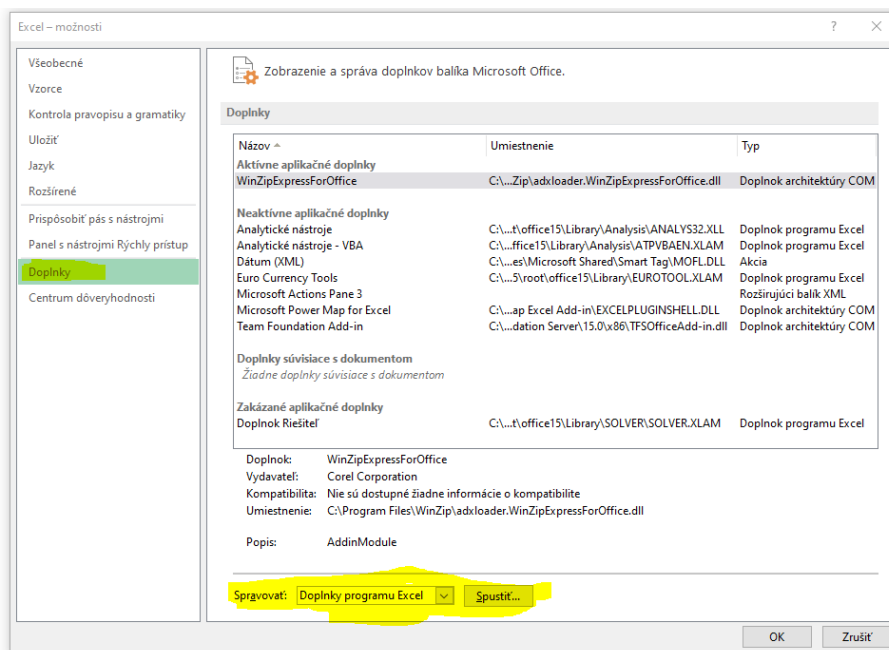 Excel – možnosti
Všeobecné
Vzorce
Kontrola pravopisu a gramatiky
Uložiť
Jazyk
Rozšírené
Prispôsobiť pás s nástrojmi
Panel s nástrojmi Rýchly prístup
Doplnky
Centrum dôveryhodnosti
Zobrazenie a správa doplnkov balíka Microsoft Office.
Doplnky
Názov Umiestnenie Typ
Aktívne aplikačné doplnky
WinZipExpressForOffice C:\...Zip\adxloader.WinZipExpressForOffice.dll Doplnok architektúry COM
Neaktívne aplikačné doplnky
Analytické nástroje C:\...t\office15\Library\Analysis\ANALYS32.XLL Doplnok programu Excel
Analytické nástroje - VBA C:\...ffice15\Library\Analysis\ATPVBAEN.XLAM Doplnok programu Excel
Dátum (XML) C:\...es\Microsoft Shared\Smart Tag\MOFL.DLL Akcia
Euro Currency Tools C:\...5\root\office15\Library\EUROTOOL.XLAM Doplnok programu Excel
Microsoft Actions Pane 3 Rozširujúci balík XML
Microsoft Power Map for Excel C:\...ap Excel Add-in\EXCELPLUGINSHELL.DLL Doplnok architektúry COM
Team Foundation Add-in C:\...dation Server\15.0\x86\TFSOfficeAdd-in.dll Doplnok architektúry COM
Doplnky súvisiace s dokumentom
Žiadne doplnky súvisiace s dokumentom
Zakázané aplikačné doplnky
Doplnok Riešiteľ C:\...t\office15\Library\SOLVER\SOLVER.XLAM Doplnok programu Excel
Doplnok: WinZipExpressForOffice
Vydavateľ: Corel Corporation
Kompatibilita: Nie sú dostupné žiadne informácie o kompatibilite
Umiestnenie: C:\Program Files\WinZip\adxloader.WinZipExpressForOffice.dll
Popis: AddinModule
Spravovať: Doplnky programu Excel Spustiť...
OK Zrušiť